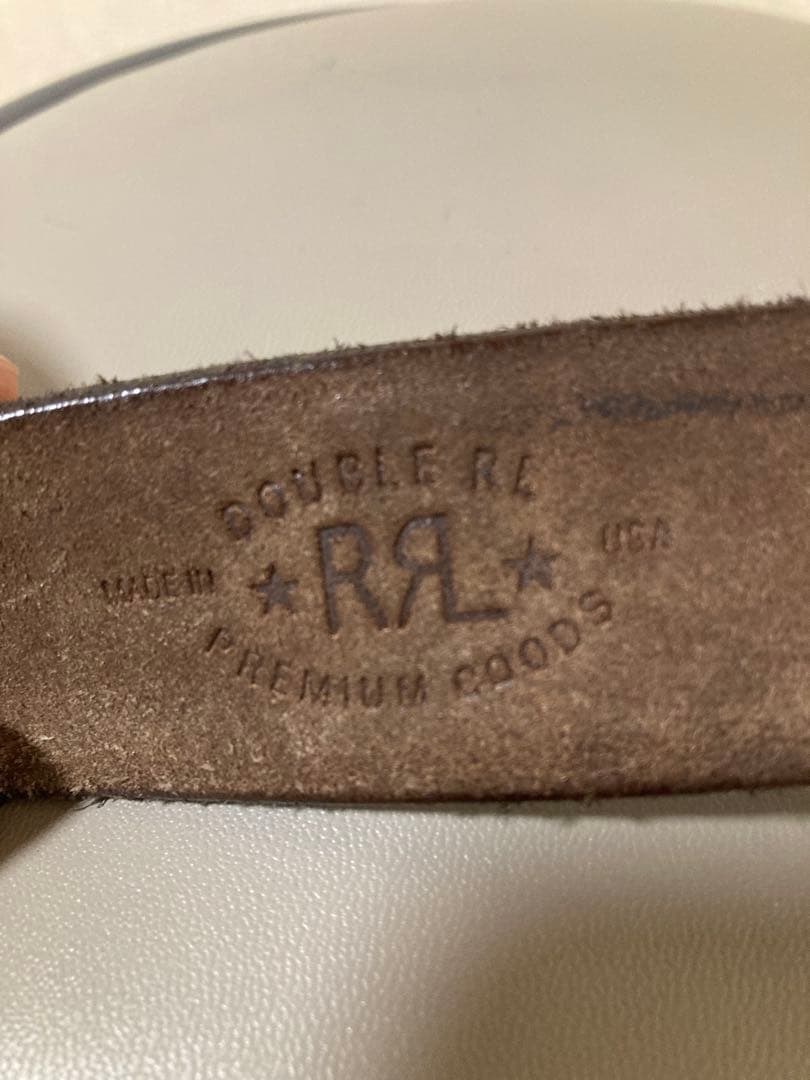 DOUBLE RL
MADE IN ★ RRL ★ USA
PREMIUM GOODS